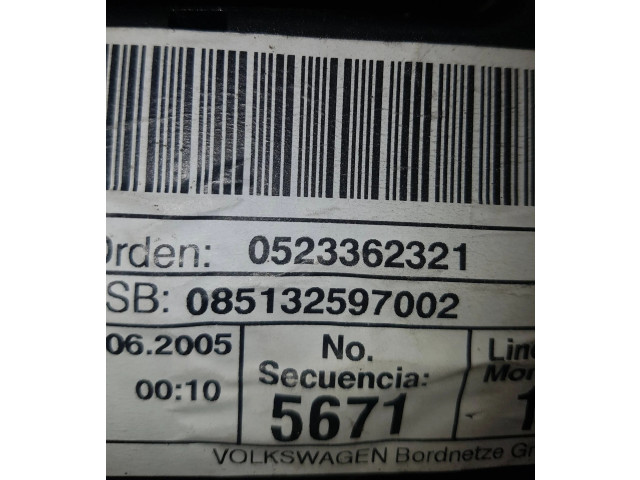 Orden: 0523362321
SB: 085132597002
06.2005
00:10
No.
Secuencia:
5671
VOLKSWAGEN Bordnetze